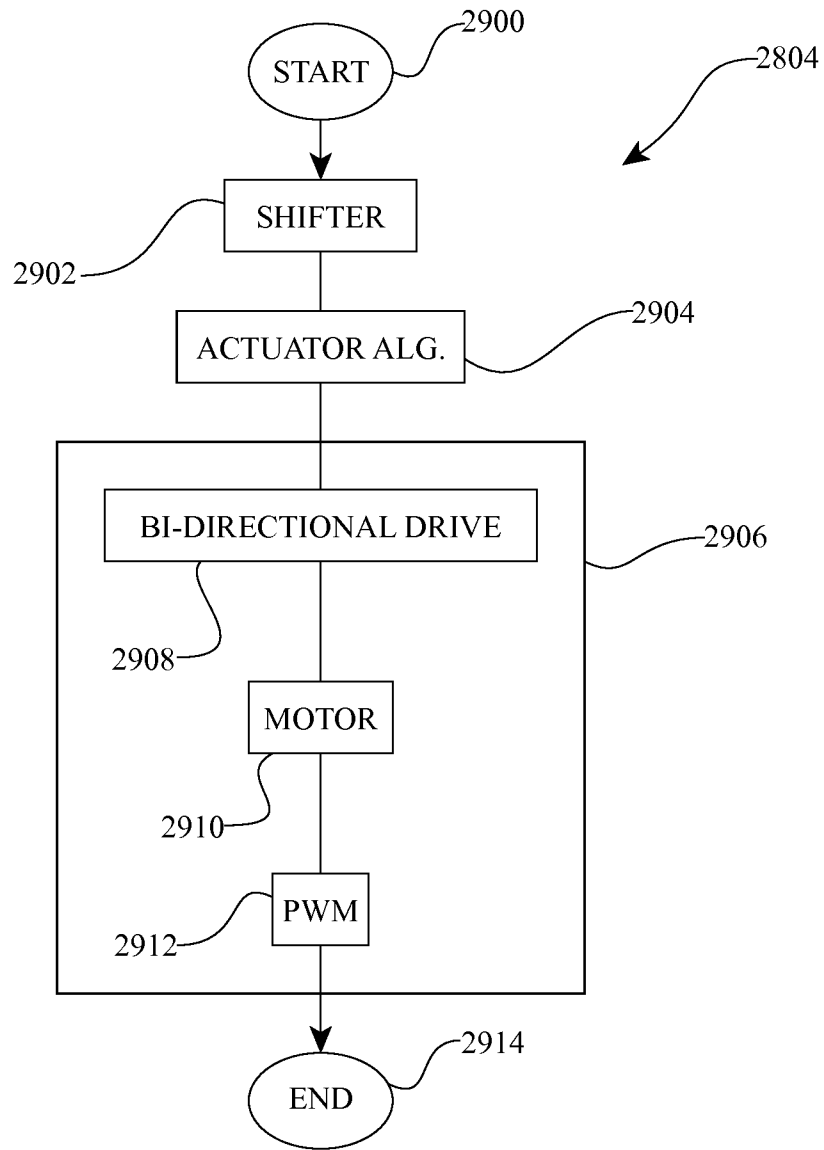 2900
START
2804
SHIFTER
2902
2904
ACTUATOR ALG.
BI-DIRECTIONAL DRIVE
2906
2908
MOTOR
2910
PWM
2912
2914
END